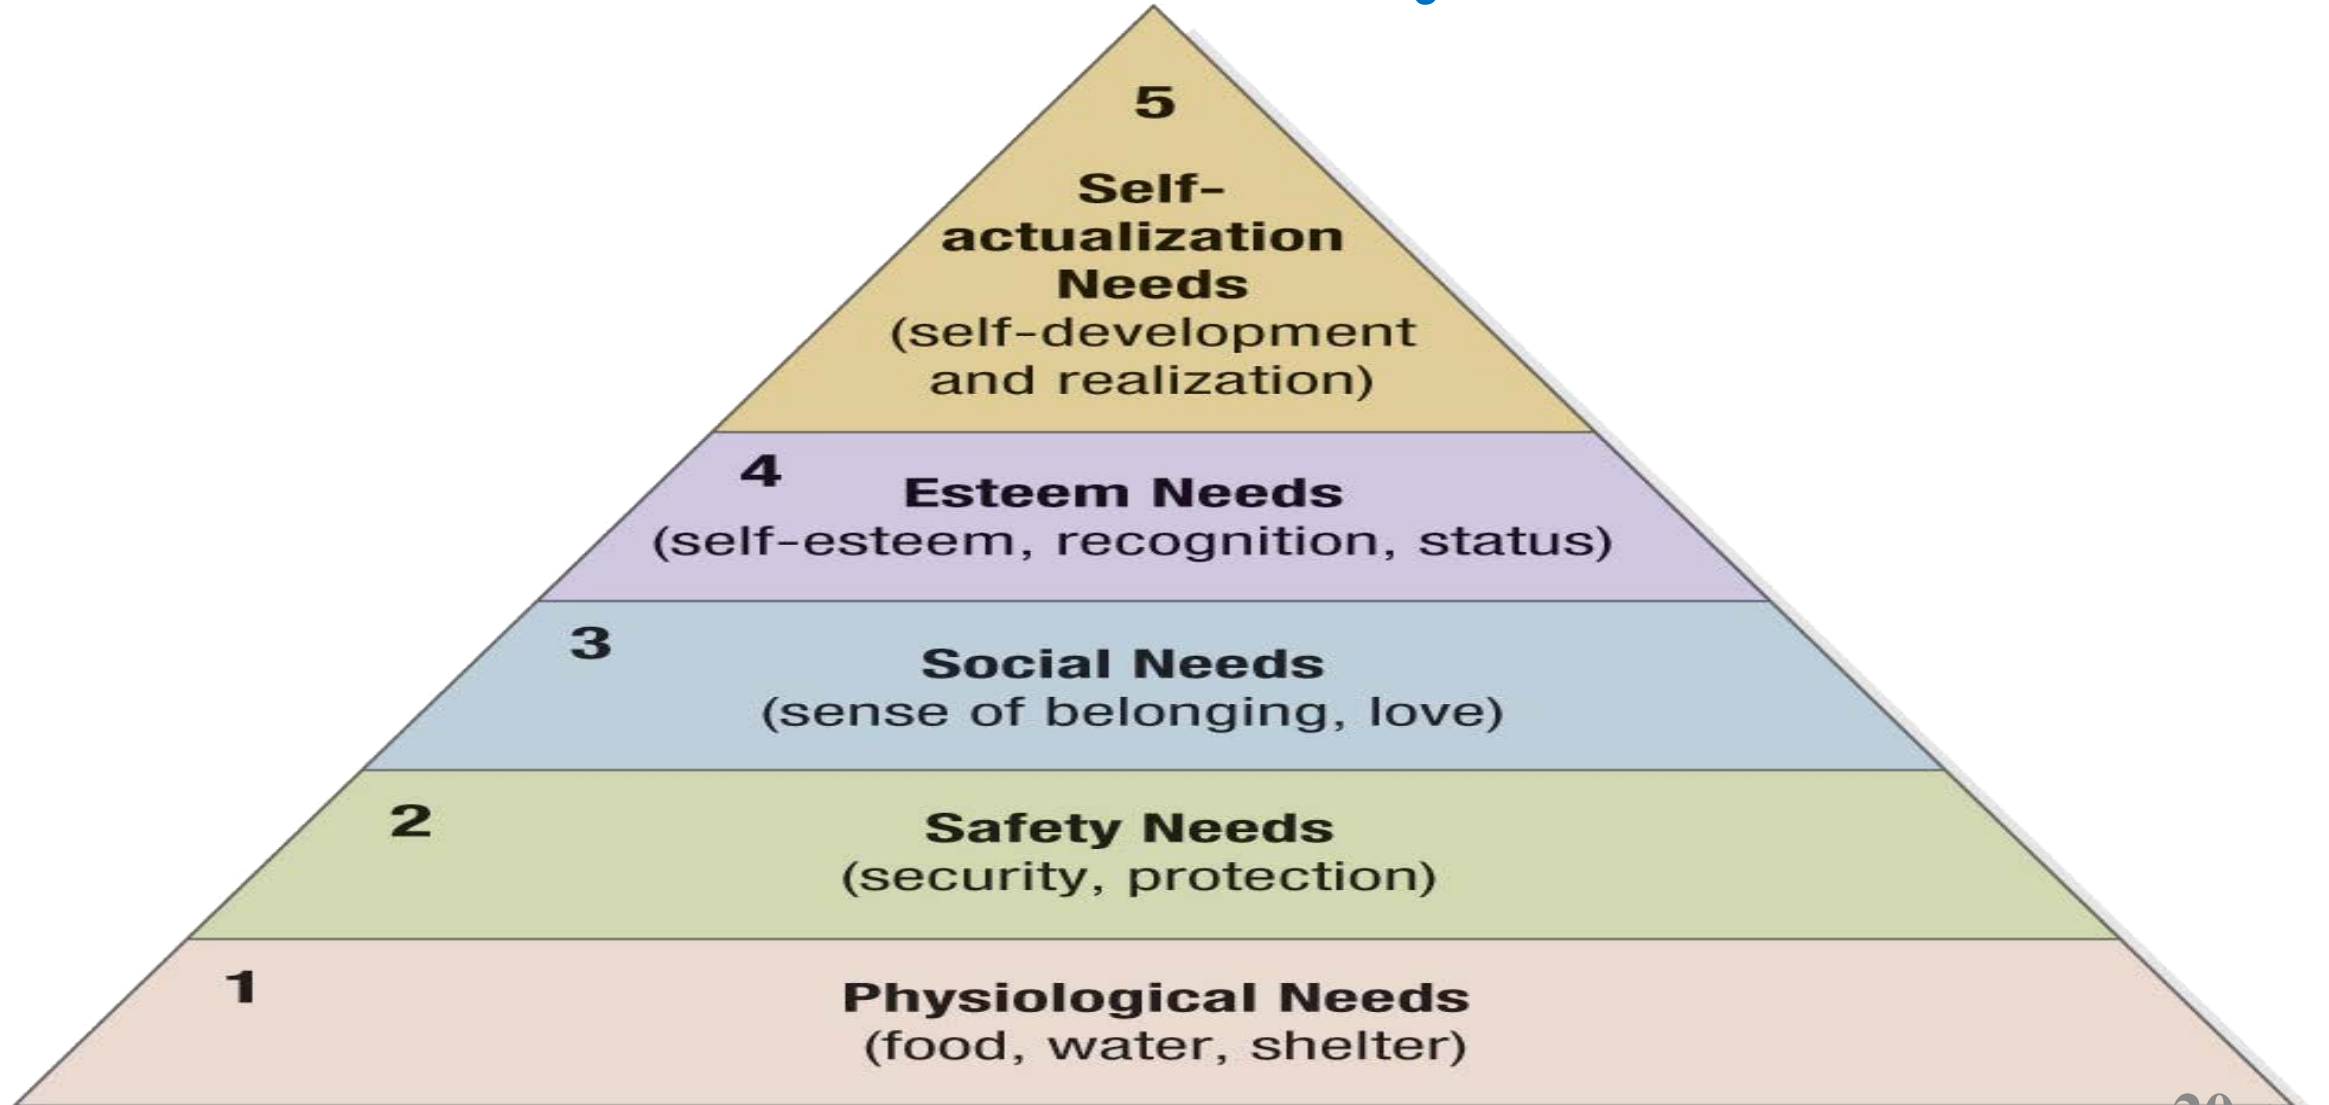 5
Self-
actualization
Needs
(self-development
and realization)
4
Esteem Needs
(self-esteem, recognition, status)
3
Social Needs
(sense of belonging, love)
2
Safety Needs
(security, protection)
1
Physiological Needs
(food, water, shelter)